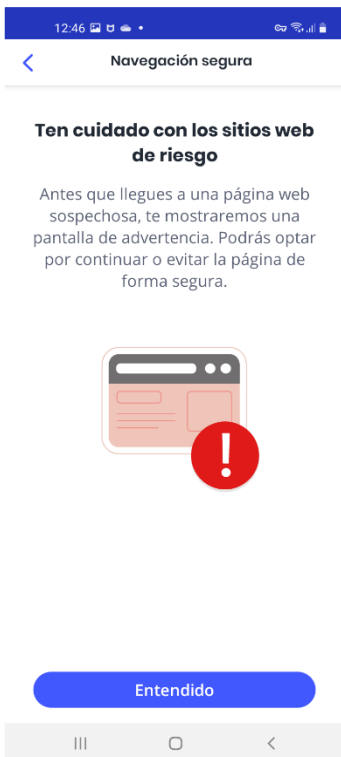 12:46
Navegación segura
Ten cuidado con los sitios web
de riesgo
Antes que llegues a una página web
sospechosa, te mostraremos una
pantalla de advertencia. Podrás optar
por continuar o evitar la página de
forma segura.
!
Entendido